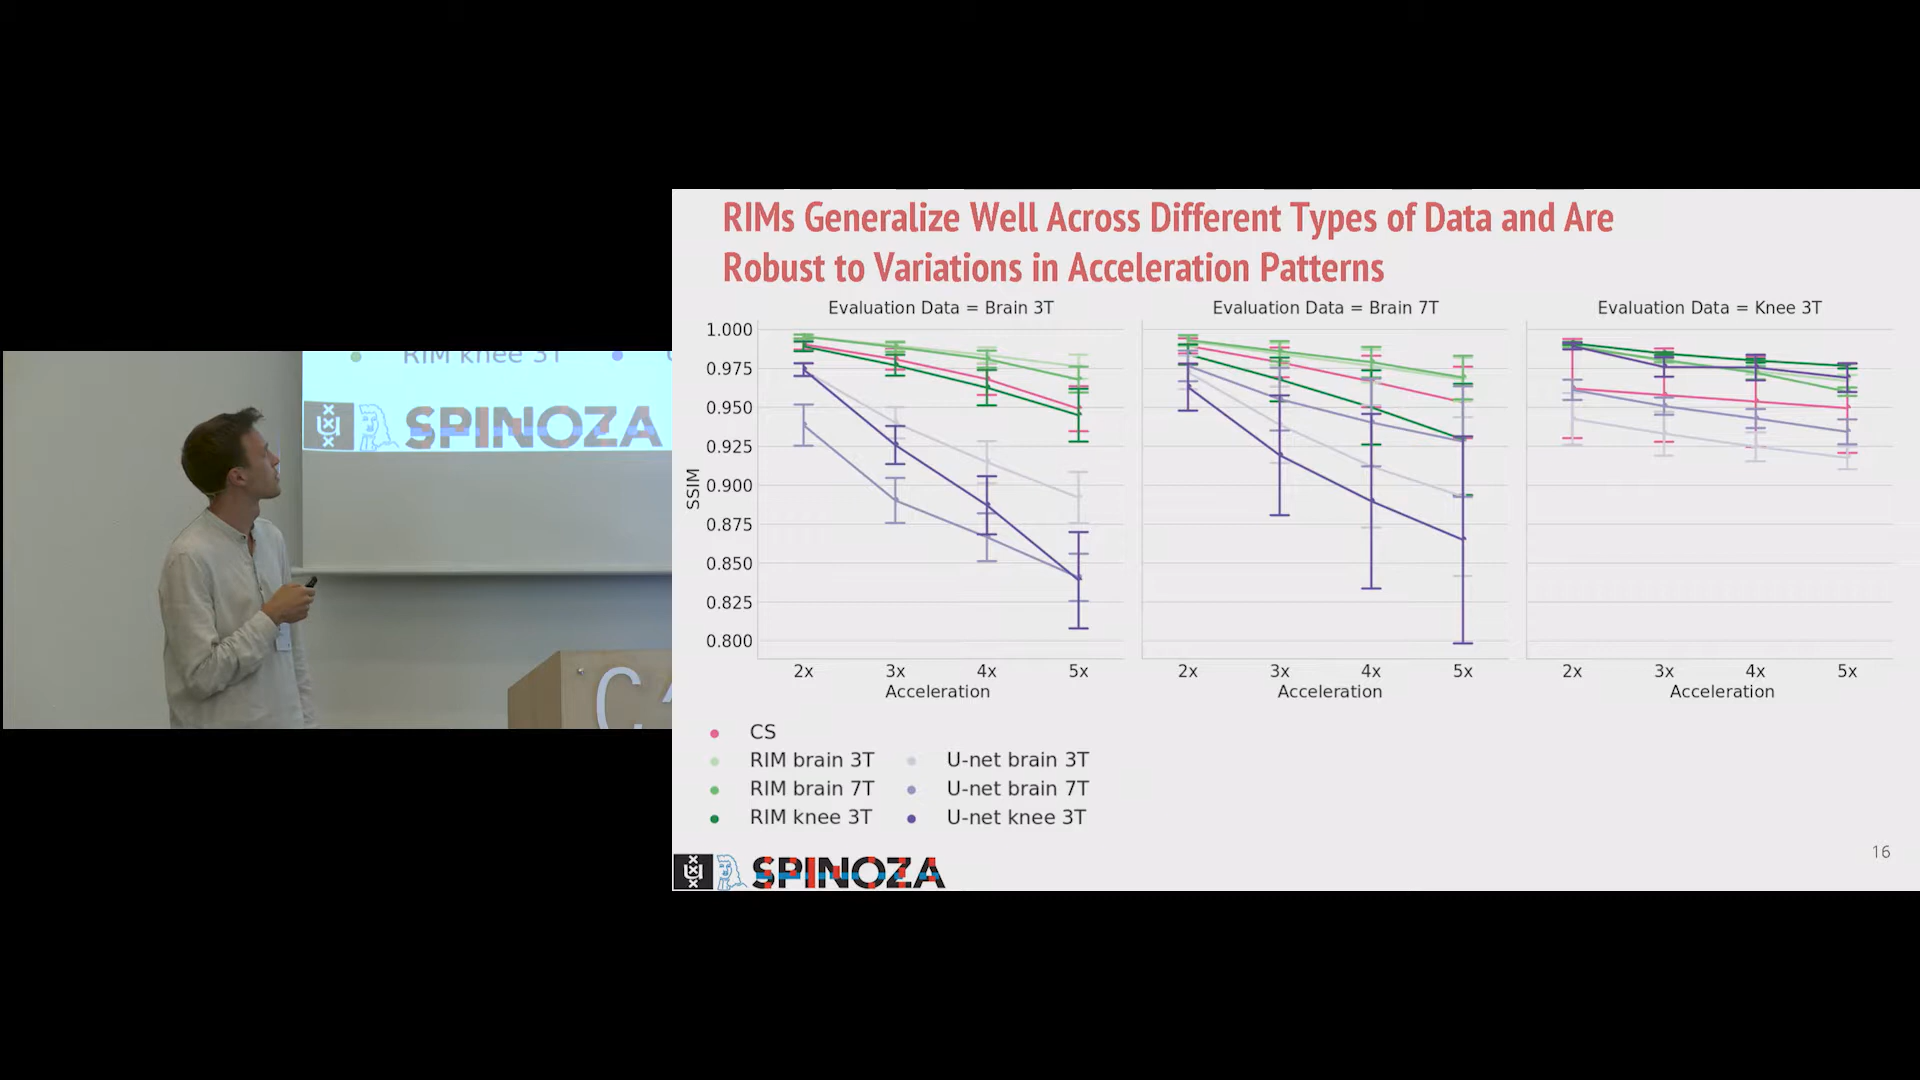 RIMs Generalize Well Across Different Types of Data and Are
Robust to Variations in Acceleration Patterns
Evaluation Data = Brain 3T
Evaluation Data = Brain 7T
Evaluation Data = Knee 3T
SSIM
1.000
0.975
0.950
0.925
0.900
0.875
0.850
0.825
0.800
2x 3x 4x 5x
Acceleration
2x 3x 4x 5x
Acceleration
2x 3x 4x 5x
Acceleration
CS
RIM brain 3T
RIM brain 7T
RIM knee 3T
U-net brain 3T
U-net brain 7T
U-net knee 3T
SPINOZA
16
RIM knee 3T
SPINOZA